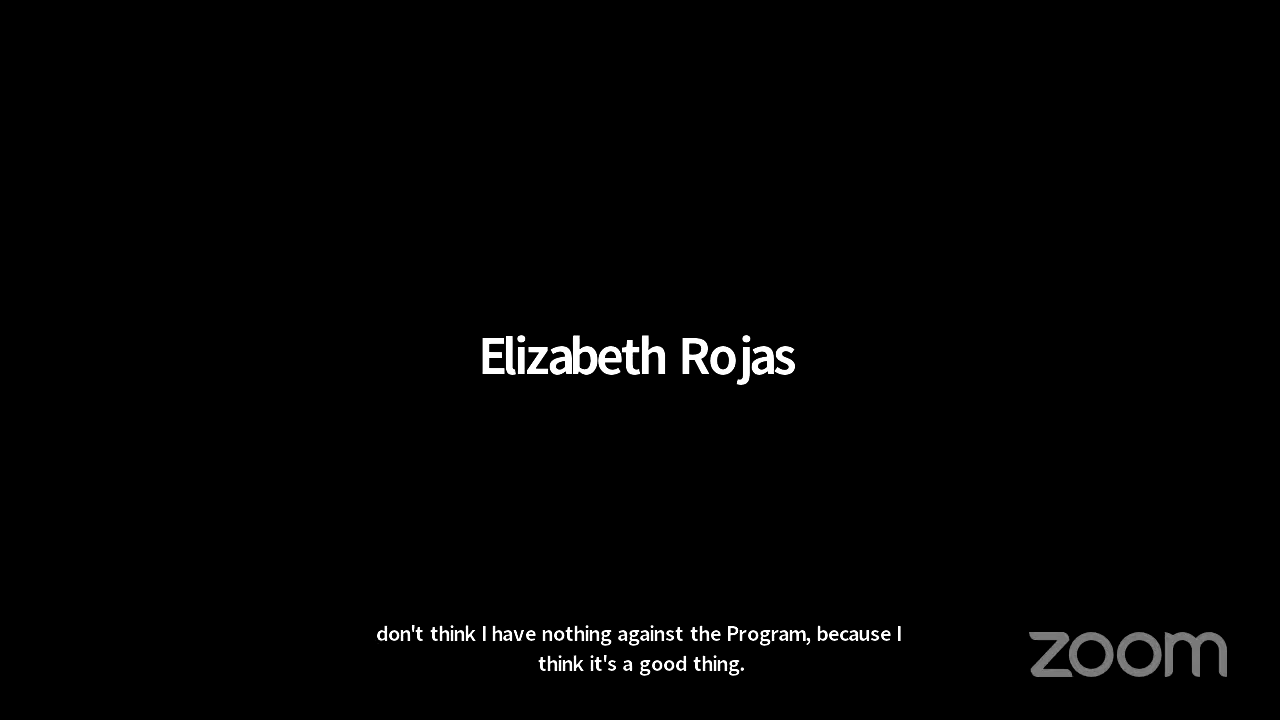 Elizabeth Rojas
don't think I have nothing against the Program, because I
think it's a good thing.
zoom